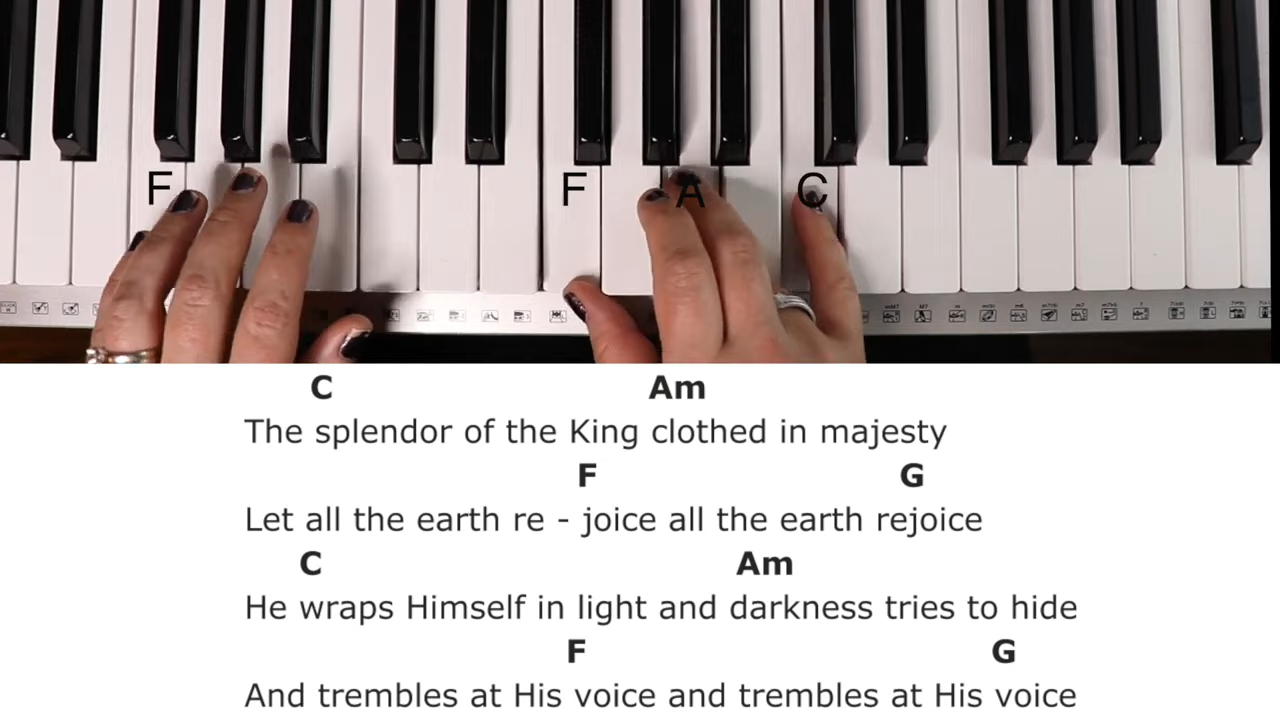 F F A C
C Am
The splendor of the King clothed in majesty
F G
Let all the earth re - joice all the earth rejoice
C Am
He wraps Himself in light and darkness tries to hide
F G
And trembles at His voice and trembles at His voice